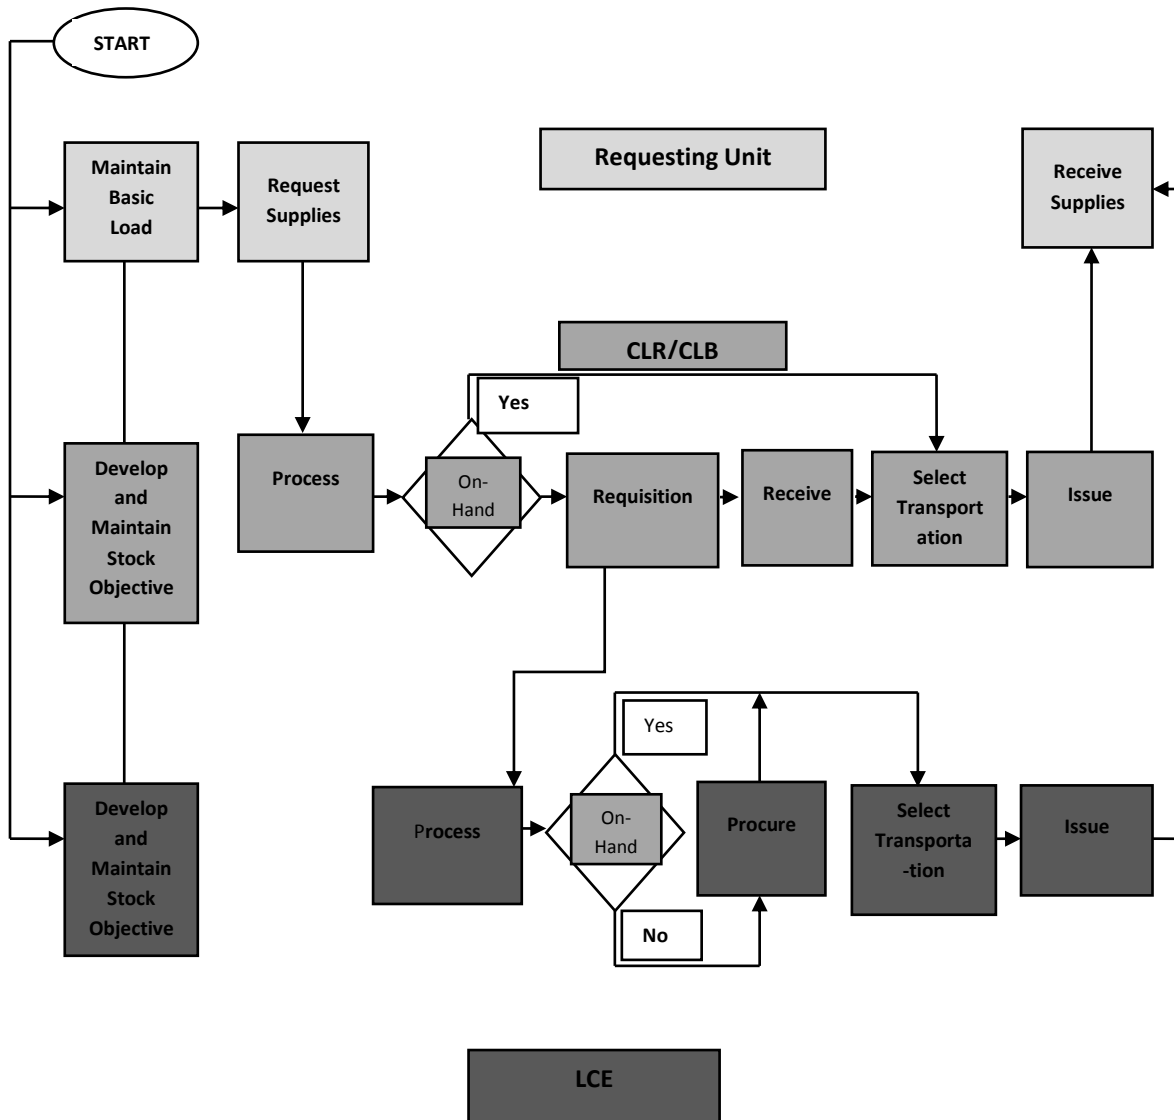 START
Maintain
Basic
Load
Request
Supplies
Requesting Unit
Receive
Supplies
CLR/CLB
Yes
Develop
and
Maintain
Stock
Objective
Process
On-
Hand
Requisition
Receive
Select
Transport
ation
Issue
Yes
Develop
and
Maintain
Stock
Objective
Process
On-
Hand
Procure
Select
Transporta
-tion
Issue
No
LCE